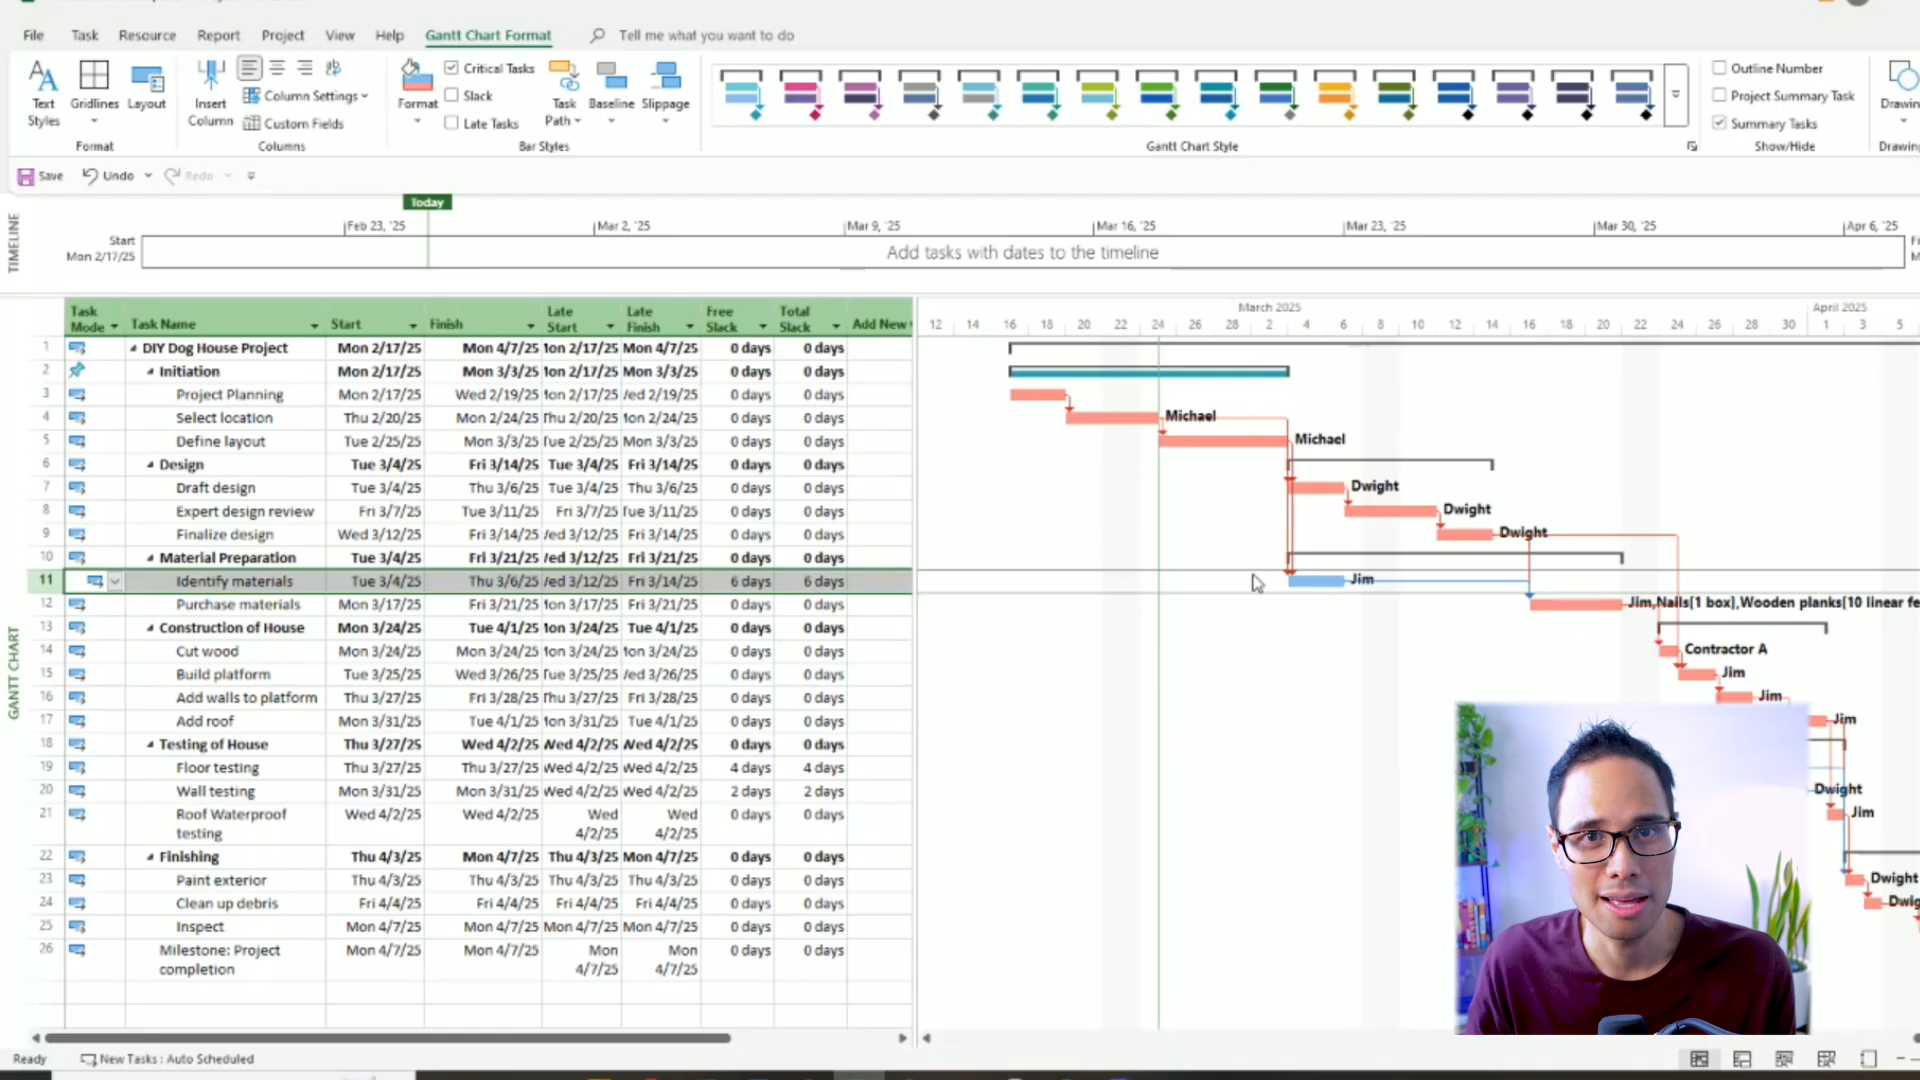 File Task Resource Report Project View Help Gantt Chart Format Tell me what you want to do
Text Styles Gridlines Layout
Format
Insert Column
Column Settings
Custom Fields
Columns
Format
Critical Tasks
Slack
Late Tasks
Task Path Baseline Slippage
Bar Styles
Gantt Chart Style
Outline Number
Project Summary Task
Summary Tasks
Show/Hide
Save Undo Redo
Today
TIMELINE
Feb 23, '25 Mar 2, '25 Mar 9, '25 Mar 16, '25 Mar 23, '25 Mar 30, '25 Apr 6, '25
Start
Mon 2/17/25
Add tasks with dates to the timeline
GANTT CHART
Task Mode Task Name Start Finish Late Start Late Finish Free Slack Total Slack Add New
March 2025 April 2025
12 14 16 18 20 22 24 26 28 2 4 6 8 10 12 14 16 18 20 22 24 26 28 30 1 3 5
1 DIY Dog House Project Mon 2/17/25 Mon 4/7/25 2/17/25 Mon 4/7/25 0 days 0 days
2 Initiation Mon 2/17/25 Mon 3/3/25 2/17/25 Mon 3/3/25 0 days 0 days
3 Project Planning Mon 2/17/25 Wed 2/19/25 2/17/25 2/19/25 0 days 0 days
4 Select location Thu 2/20/25 Mon 2/24/25 2/20/25 2/24/25 0 days 0 days Michael
5 Define layout Tue 2/25/25 Mon 3/3/25 2/25/25 Mon 3/3/25 0 days 0 days Michael
6 Design Tue 3/4/25 Fri 3/14/25 Tue 3/4/25 Fri 3/14/25 0 days 0 days
7 Draft design Tue 3/4/25 Thu 3/6/25 Tue 3/4/25 Thu 3/6/25 0 days 0 days Dwight
8 Expert design review Fri 3/7/25 Tue 3/11/25 Fri 3/7/25 3/11/25 0 days 0 days Dwight
9 Finalize design Wed 3/12/25 Fri 3/14/25 3/12/25 Fri 3/14/25 0 days 0 days Dwight
10 Material Preparation Tue 3/4/25 Fri 3/21/25 3/12/25 Fri 3/21/25 0 days 0 days
11 Identify materials Tue 3/4/25 Thu 3/6/25 3/12/25 Fri 3/14/25 6 days 6 days Jim
12 Purchase materials Mon 3/17/25 Fri 3/21/25 3/17/25 Fri 3/21/25 0 days 0 days Jim,Nails[1 box],Wooden planks[10 linear
13 Construction of House Mon 3/24/25 Tue 4/1/25 3/24/25 Tue 4/1/25 0 days 0 days
14 Cut wood Mon 3/24/25 Mon 3/24/25 3/24/25 3/24/25 0 days 0 days Contractor A
15 Build platform Tue 3/25/25 Wed 3/26/25 3/25/25 3/26/25 0 days 0 days Jim
16 Add walls to platform Thu 3/27/25 Fri 3/28/25 3/27/25 Fri 3/28/25 0 days 0 days Jim
17 Add roof Mon 3/31/25 Tue 4/1/25 3/31/25 Tue 4/1/25 0 days 0 days Jim
18 Testing of House Thu 3/27/25 Wed 4/2/25 Wed 4/2/25 Wed 4/2/25 0 days 0 days
19 Floor testing Thu 3/27/25 Thu 3/27/25 Wed 4/2/25 Wed 4/2/25 4 days 4 days
20 Wall testing Mon 3/31/25 Mon 3/31/25 Wed 4/2/25 Wed 4/2/25 2 days 2 days Dwight
21 Roof Waterproof testing Wed 4/2/25 Wed 4/2/25 Wed 4/2/25 Wed 4/2/25 0 days 0 days Jim
22 Finishing Thu 4/3/25 Mon 4/7/25 Thu 4/3/25 Mon 4/7/25 0 days 0 days
23 Paint exterior Thu 4/3/25 Thu 4/3/25 Thu 4/3/25 Thu 4/3/25 0 days 0 days Dwight
24 Clean up debris Fri 4/4/25 Fri 4/4/25 Fri 4/4/25 Fri 4/4/25 0 days 0 days
25 Inspect Mon 4/7/25 Mon 4/7/25 Mon 4/7/25 Mon 4/7/25 0 days 0 days
26 Milestone: Project completion Mon 4/7/25 Mon 4/7/25 Mon 4/7/25 Mon 4/7/25 0 days 0 days
Ready New Tasks : Auto Scheduled